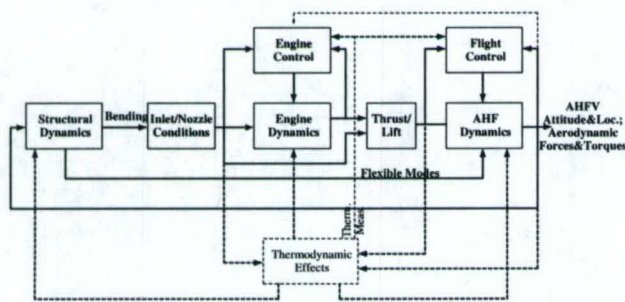 Engine
Control
Flight
Control
Structural
Dynamics
Bending
Inlet/Nozzle
Conditions
Engine
Dynamics
Thrust/
Lift
AHF
Dynamics
AHFV
Attitude&Loc.;
Aerodynamic
Forces&Torques
Flexible Modes
Therm.
Meas.
Thermodynamic
Effects